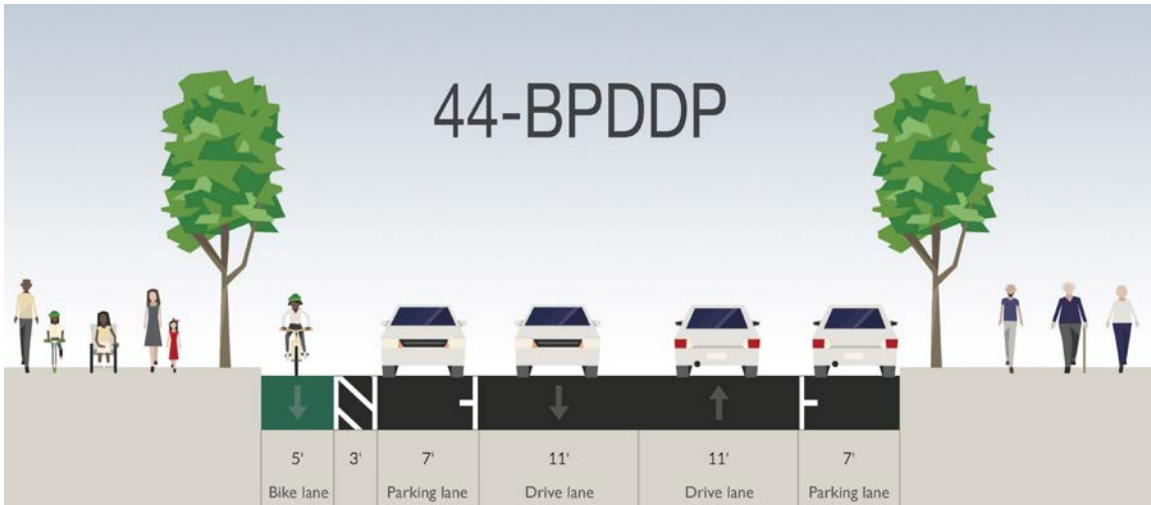 44-BPDDP
5' 3' 7' 11' 11' 7'
Bike lane Parking lane Drive lane Drive lane Parking lane